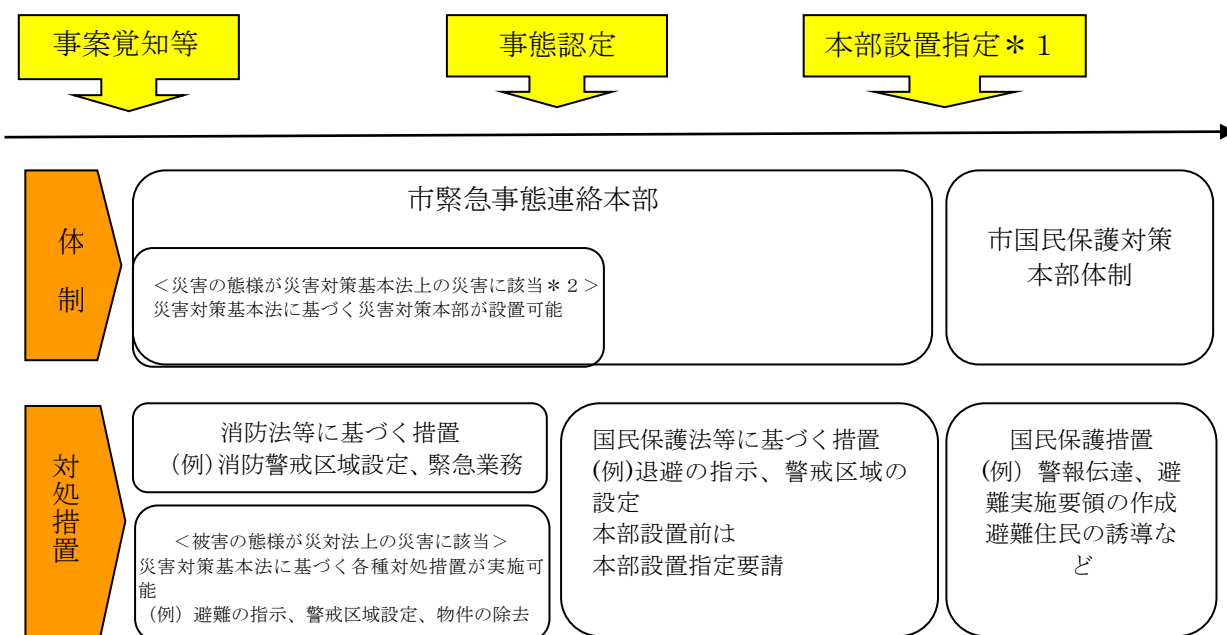 事案覚知等
事態認定
本部設置指定＊１
体
制
市緊急事態連絡本部
＜災害の態様が災害対策基本法上の災害に該当＊２＞
災害対策基本法に基づく災害対策本部が設置可能
市国民保護対策
本部体制
対
処
措
置
消防法等に基づく措置
(例)消防警戒区域設定、緊急業務
＜被害の態様が災対法上の災害に該当＞
災害対策基本法に基づく各種対処措置が実施可
能
（例）避難の指示、警戒区域設定、物件の除去
国民保護法等に基づく措置
(例)退避の指示、警戒区域の
設定
本部設置前は
本部設置指定要請
国民保護措置
(例）警報伝達、避
難実施要領の作成
避難住民の誘導な
ど